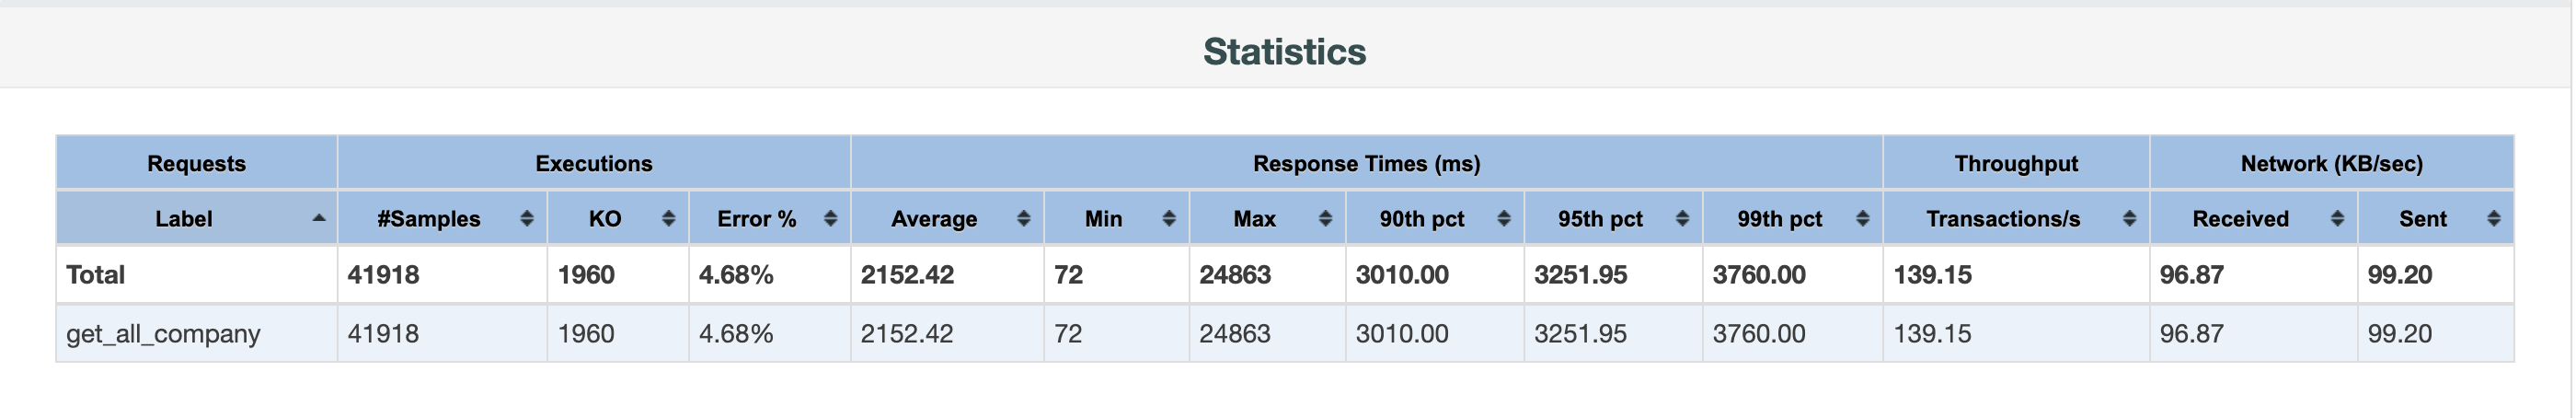 Statistics
Requests Executions Response Times (ms) Throughput Network (KB/sec)
Label #Samples KO Error % Average Min Max 90th pct 95th pct 99th pct Transactions/s Received Sent
Total 41918 1960 4.68% 2152.42 72 24863 3010.00 3251.95 3760.00 139.15 96.87 99.20
get_all_company 41918 1960 4.68% 2152.42 72 24863 3010.00 3251.95 3760.00 139.15 96.87 99.20